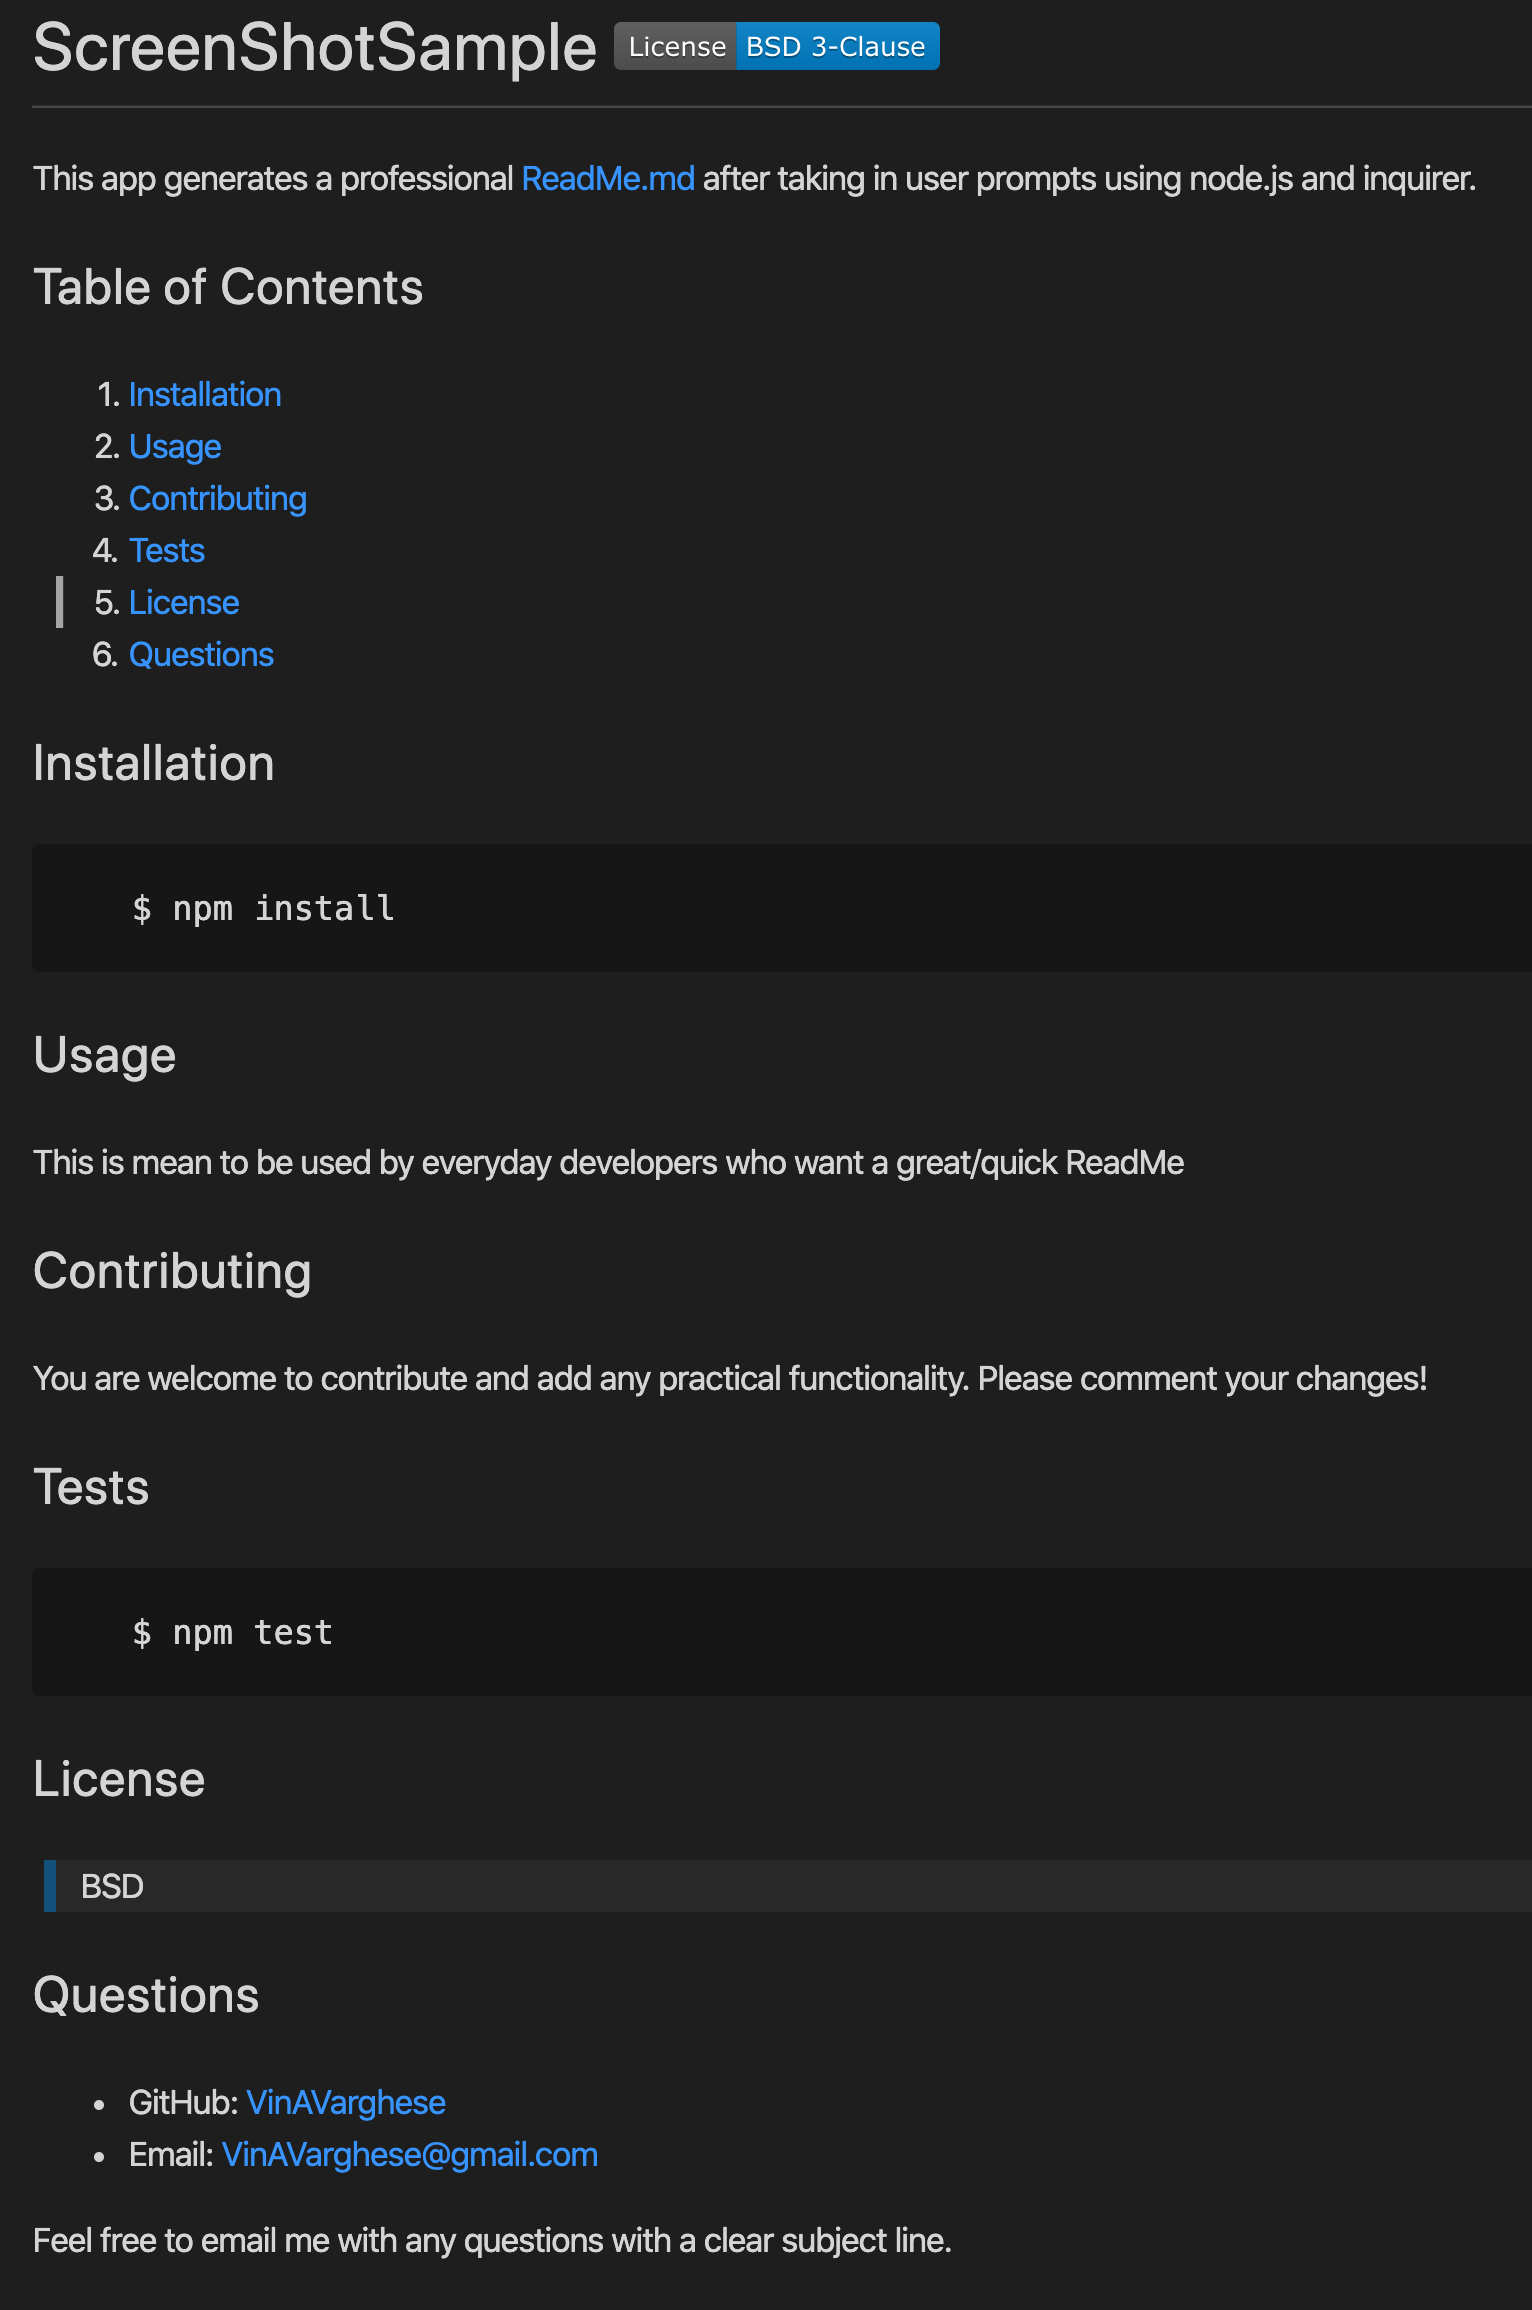 ScreenShotSample License BSD 3-Clause
This app generates a professional ReadMe.md after taking in user prompts using node.js and inquirer.
Table of Contents
1. Installation
2. Usage
3. Contributing
4. Tests
5. License
6. Questions
Installation
$ npm install
Usage
This is mean to be used by everyday developers who want a great/quick ReadMe
Contributing
You are welcome to contribute and add any practical functionality. Please comment your changes!
Tests
$ npm test
License
BSD
Questions
• GitHub: VinAVarghese
• Email: VinAVarghese@gmail.com
Feel free to email me with any questions with a clear subject line.